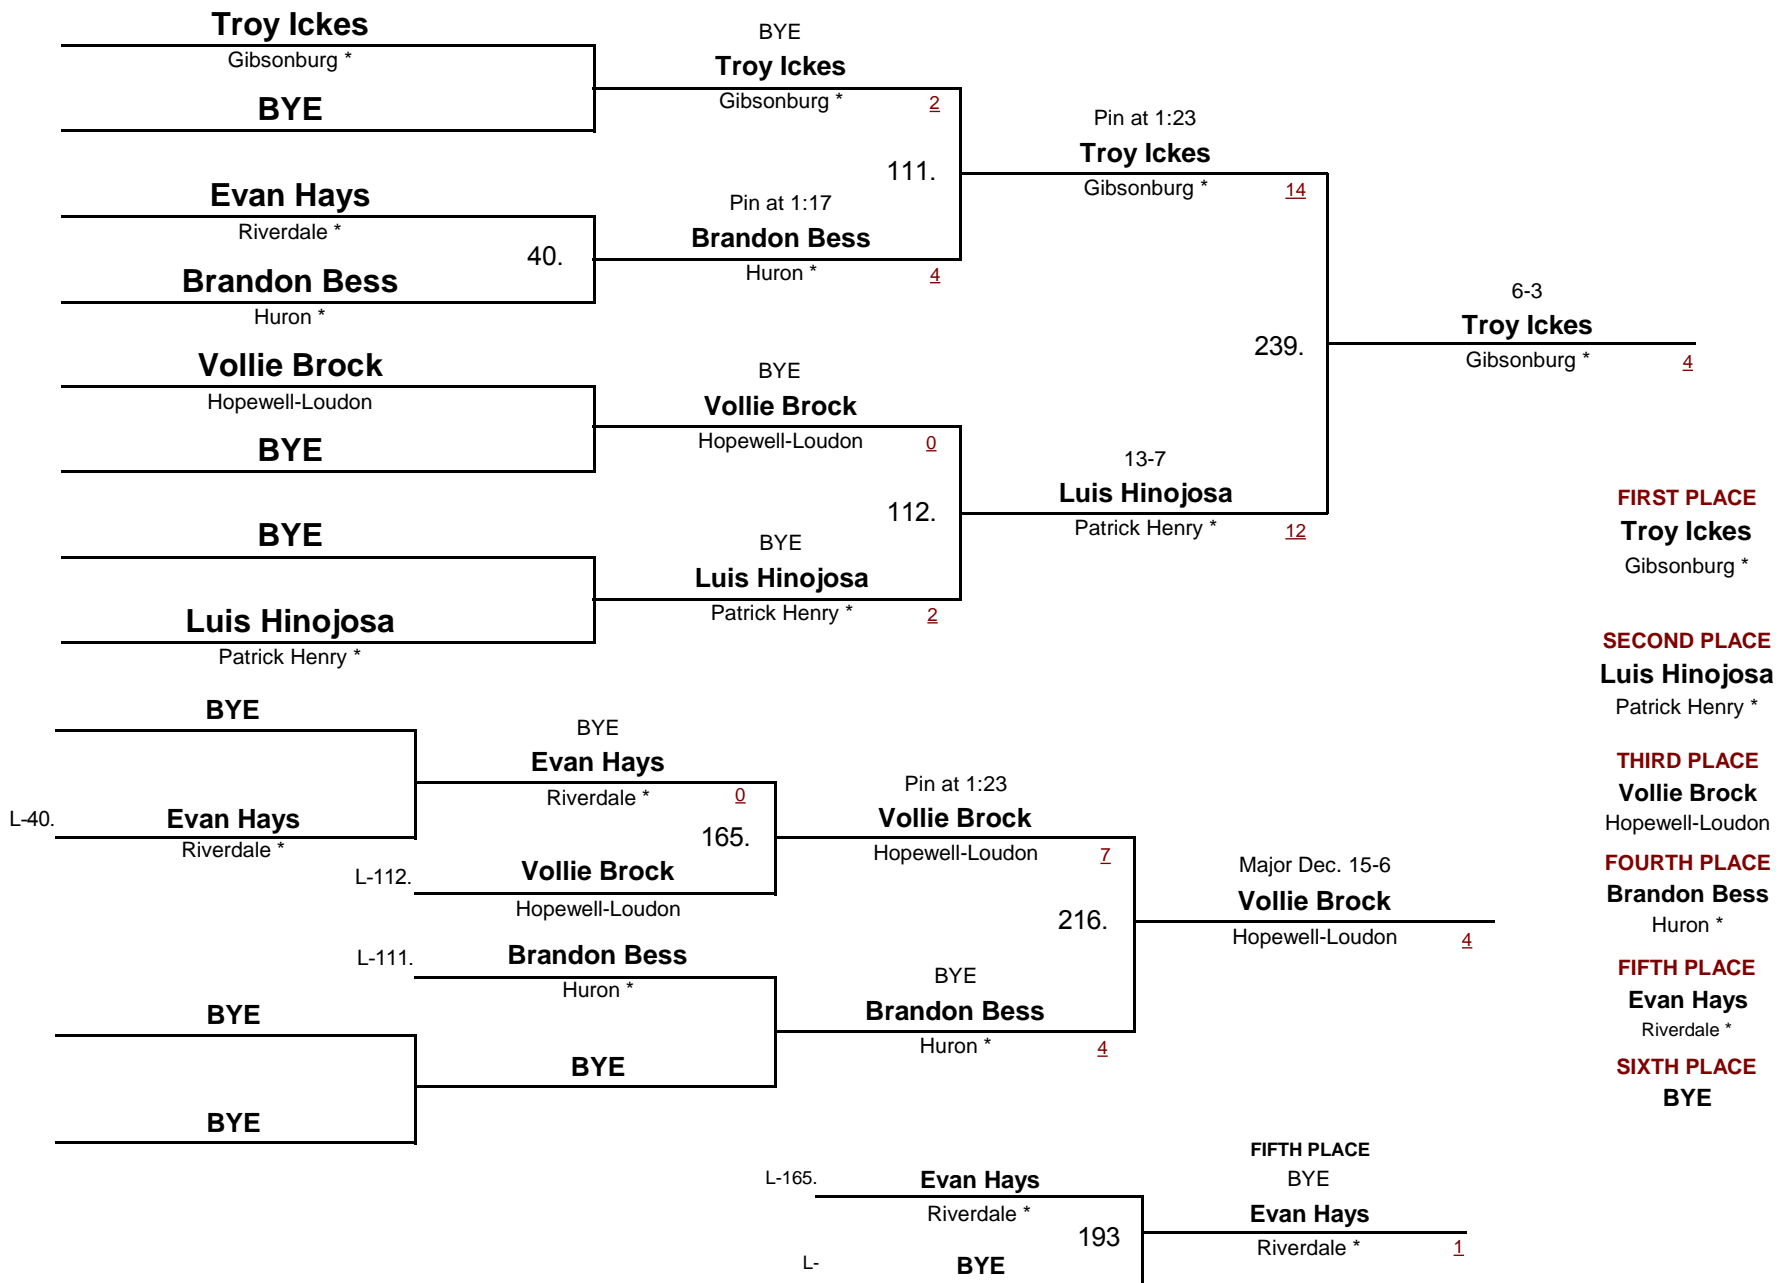 Troy Ickes
Gibsonburg *
BYE
Evan Hays
Riverdale *
40.
Brandon Bess
Huron *
Vollie Brock
Hopewell-Loudon
BYE
BYE
Luis Hinojosa
Patrick Henry *
BYE
Troy Ickes
Gibsonburg *
2
111.
Pin at 1:17
Brandon Bess
Huron *
4
BYE
Vollie Brock
Hopewell-Loudon
0
112.
BYE
Luis Hinojosa
Patrick Henry *
2
Pin at 1:23
Troy Ickes
Gibsonburg *
14
239.
13-7
Luis Hinojosa
Patrick Henry *
12
6-3
Troy Ickes
Gibsonburg *
4
FIRST PLACE
Troy Ickes
Gibsonburg *
SECOND PLACE
Luis Hinojosa
Patrick Henry *
THIRD PLACE
Vollie Brock
Hopewell-Loudon
FOURTH PLACE
Brandon Bess
Huron *
FIFTH PLACE
Evan Hays
Riverdale *
SIXTH PLACE
BYE
BYE
L-40.
Evan Hays
Riverdale *
BYE
BYE
BYE
Evan Hays
Riverdale *
0
165.
L-112.
Vollie Brock
Hopewell-Loudon
L-111.
Brandon Bess
Huron *
BYE
Pin at 1:23
Vollie Brock
Hopewell-Loudon
7
216.
BYE
Brandon Bess
Huron *
4
Major Dec. 15-6
Vollie Brock
Hopewell-Loudon
4
L-165.
Evan Hays
Riverdale *
193
L-
BYE
FIFTH PLACE
BYE
Evan Hays
Riverdale *
1